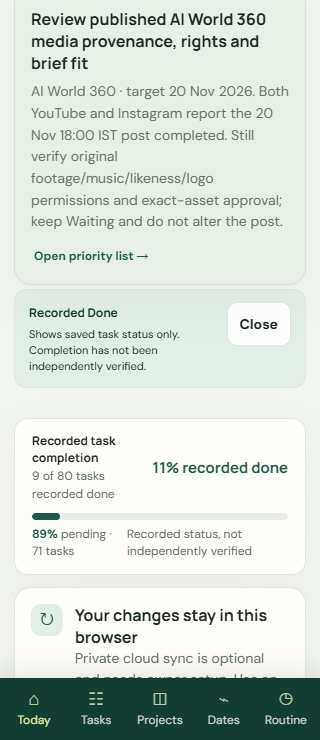 Review published AI World 360
media provenance, rights and
brief fit
AI World 360 · target 20 Nov 2026. Both
YouTube and Instagram report the 20
Nov 18:00 IST post completed. Still
verify original
footage/music/likeness/logo
permissions and exact-asset approval;
keep Waiting and do not alter the post.
Open priority list →
Recorded Done
Shows saved task status only.
Completion has not been
independently verified.
Close
Recorded task
completion
9 of 80 tasks
recorded done
11% recorded done
89% pending ·
71 tasks
Recorded status, not
independently verified
Your changes stay in this
browser
Private cloud sync is optional
Today
Tasks
Projects
Dates
Routine